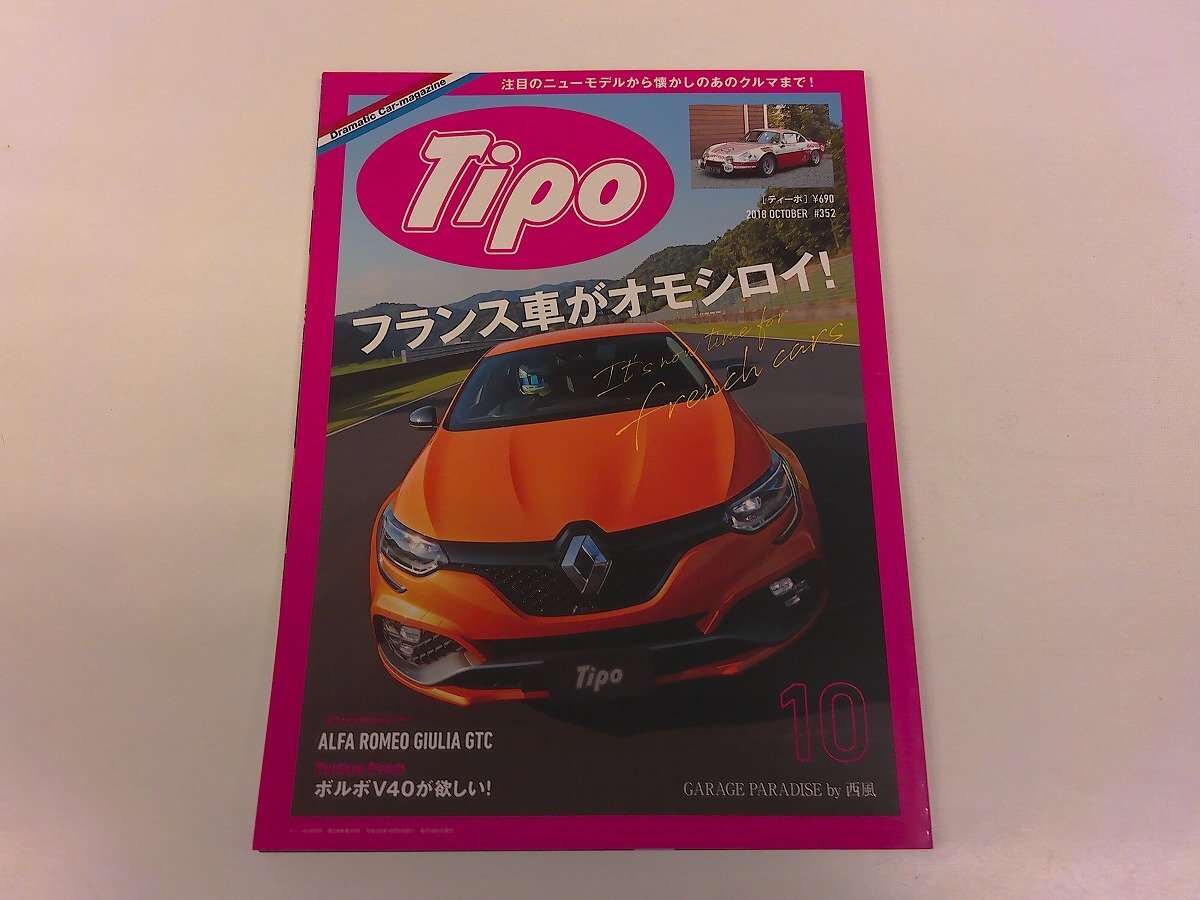 注目のニューモデルから懐かしのあのクルマまで!
Dramatic Car-magazine
Tipo
[ティーポ] ¥690
2018 OCTOBER #352
フランス車がオモシロイ!
It's now time for
french cars
Tipo
10
ALFA ROMEO GIULIA GTC
ボルボV40が欲しい!
GARAGE PARADISE by 西風